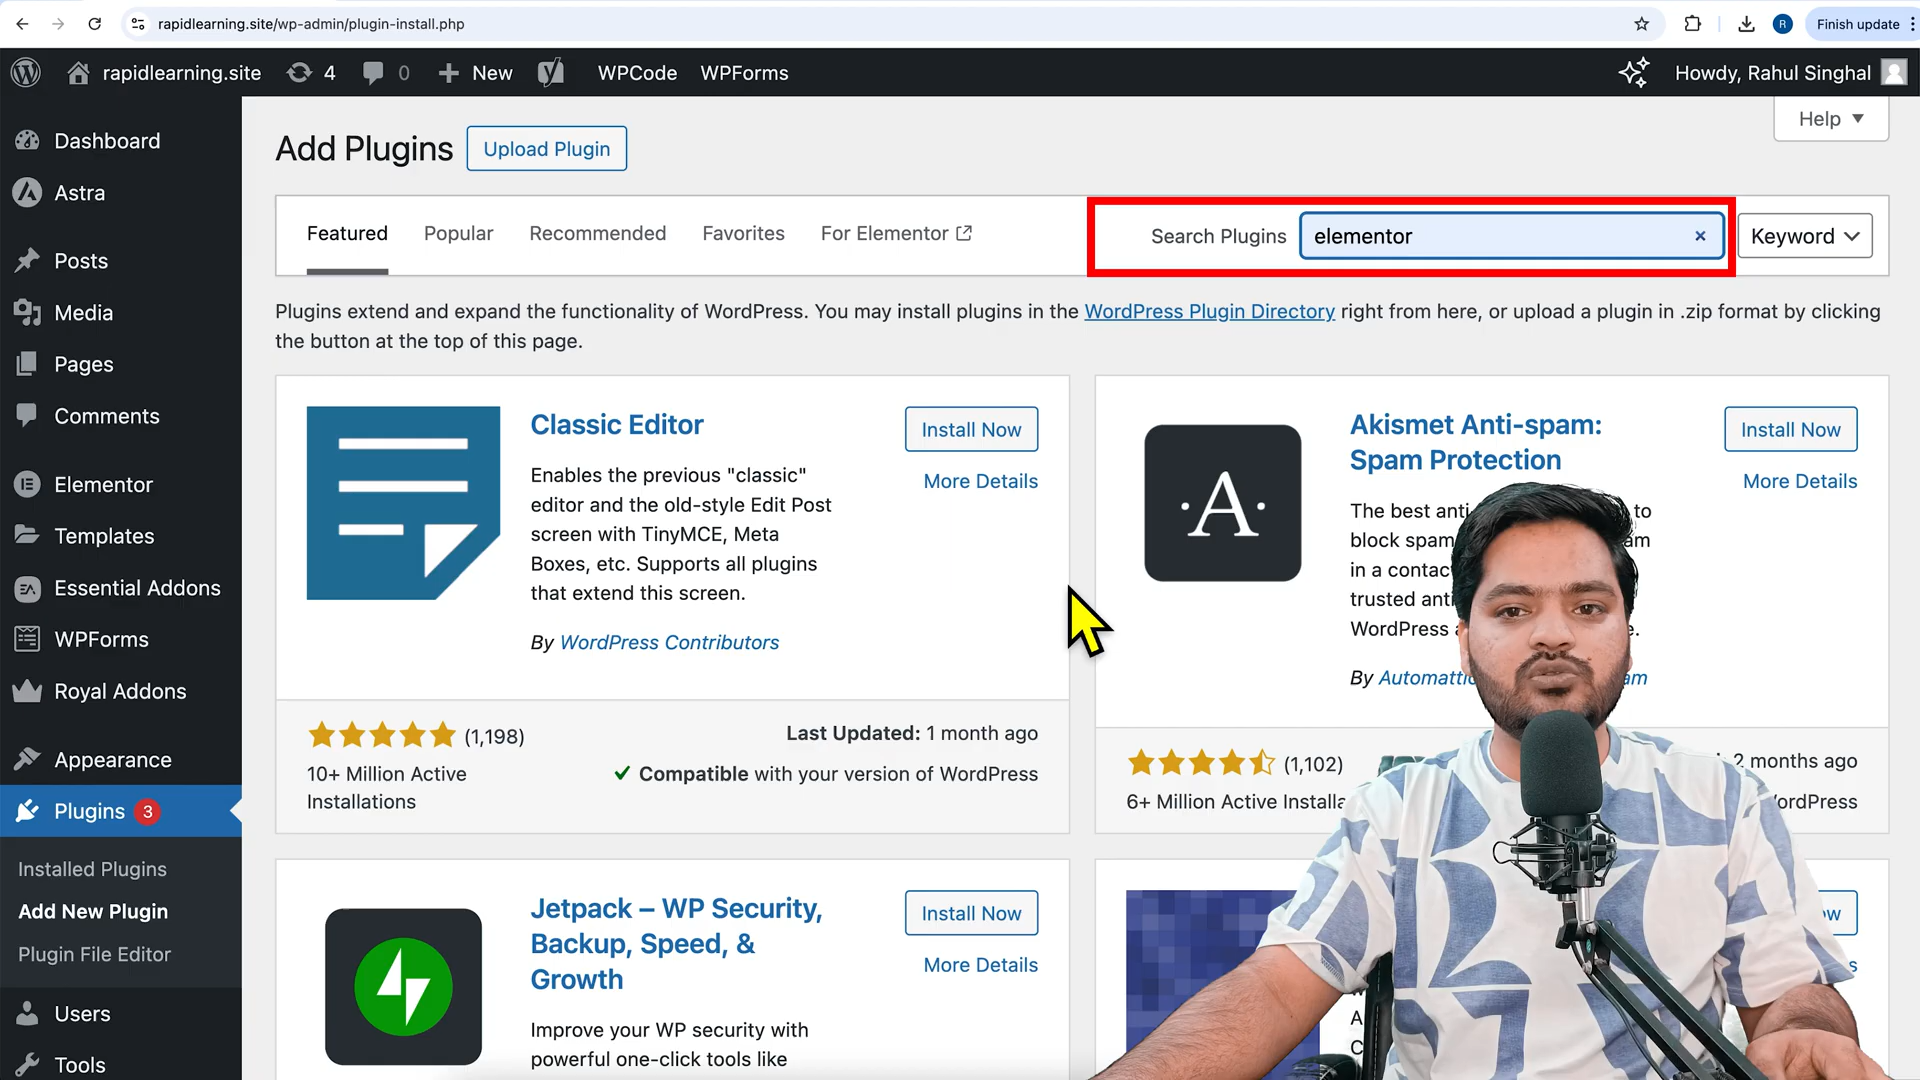 rapidlearning.site/wp-admin/plugin-install.php
R
Finish update
rapidlearning.site
4
0
New
WPCode
WPForms
Howdy, Rahul Singhal
Dashboard
Astra
Posts
Media
Pages
Comments
Elementor
Templates
Essential Addons
WPForms
Royal Addons
Appearance
Plugins 3
Installed Plugins
Add New Plugin
Plugin File Editor
Users
Tools
Add Plugins
Upload Plugin
Help
Featured
Popular
Recommended
Favorites
For Elementor
Search Plugins
elementor
×
Keyword
Plugins extend and expand the functionality of WordPress. You may install plugins in the WordPress Plugin Directory right from here, or upload a plugin in .zip format by clicking
the button at the top of this page.
Classic Editor
Install Now
More Details
Enables the previous "classic"
editor and the old-style Edit Post
screen with TinyMCE, Meta
Boxes, etc. Supports all plugins
that extend this screen.
By WordPress Contributors
(1,198)
10+ Million Active
Installations
Last Updated: 1 month ago
Compatible with your version of WordPress
·A·
Akismet Anti-spam:
Spam Protection
Install Now
More Details
The best to
block
in a
trusted
WordPress
By
(1,102)
6+ Million Active
2 months ago
WordPress
Jetpack – WP Security,
Backup, Speed, &
Growth
Install Now
More Details
Improve your WP security with
powerful one-click tools like